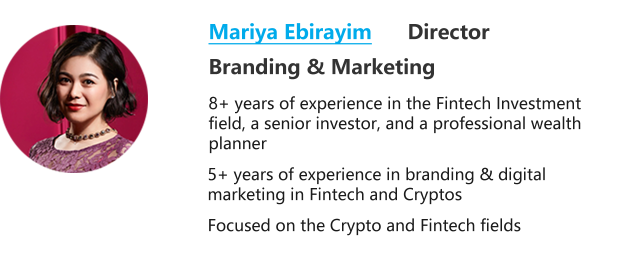 Mariya Ebirayim Director
Branding & Marketing
8+ years of experience in the Fintech Investment
field, a senior investor, and a professional wealth
planner
5+ years of experience in branding & digital
marketing in Fintech and Cryptos
Focused on the Crypto and Fintech fields